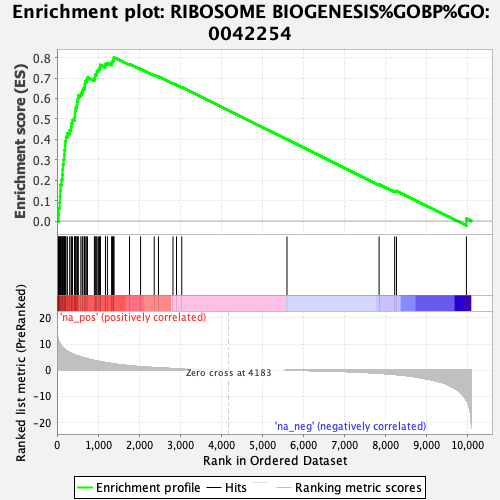 Enrichment plot: RIBOSOME BIOGENESIS%GOBP%GO:
0042254
Enrichment score (ES)
0.8
0.7
0.6
0.5
0.4
0.3
0.2
0.1
0.0
'na_pos' (positively correlated)
Ranked list metric (PreRanked)
20
10
0
-10
-20
Zero cross at 4183
'na_neg' (negatively correlated)
0 1,000 2,000 3,000 4,000 5,000 6,000 7,000 8,000 9,000 10,000
Rank in Ordered Dataset
Enrichment profile Hits Ranking metric scores